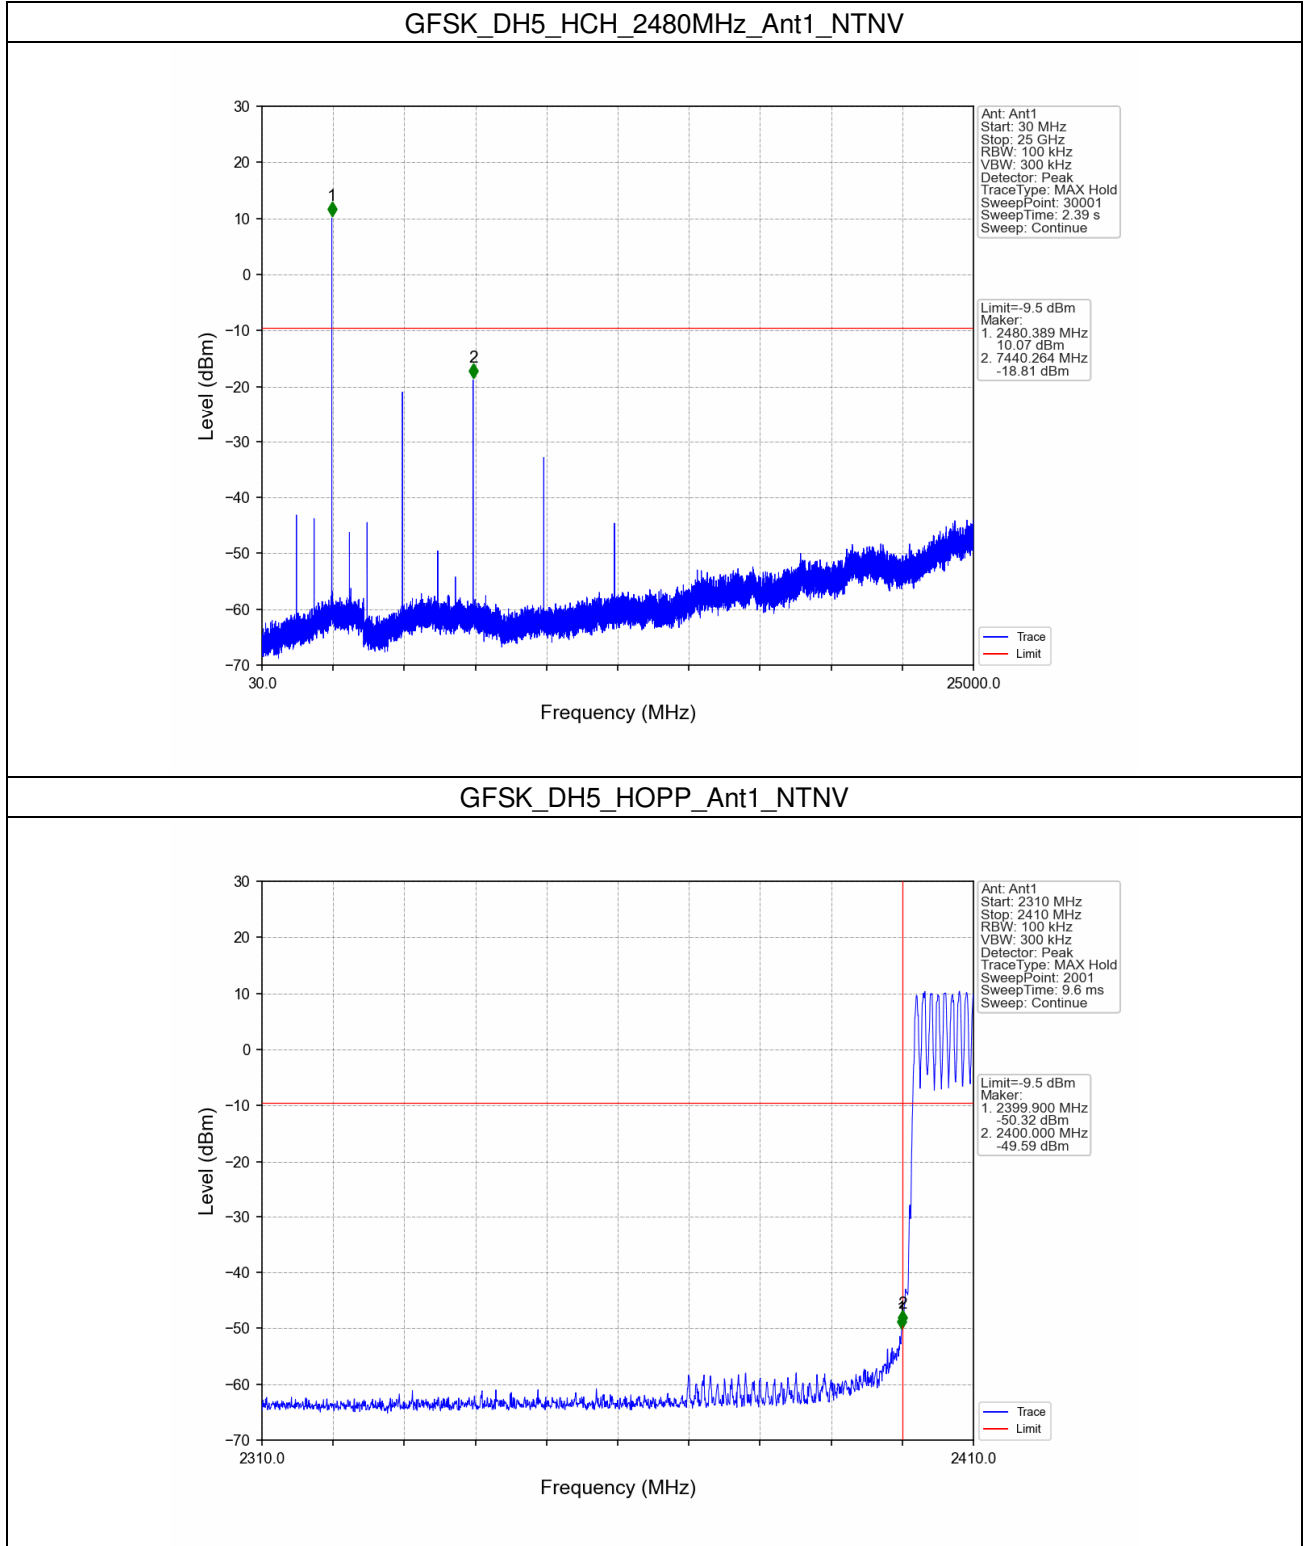 GFSK_DH5_HCH_2480MHz_Ant1_NTNV
30
20
10
0
−10
−20
−30
−40
−50
−60
−70
Level (dBm)
1
2
30.0
25000.0
Frequency (MHz)
Ant: Ant1
Start: 30 MHz
Stop: 25 GHz
RBW: 100 kHz
VBW: 300 kHz
Detector: Peak
TraceType: MAX Hold
SweepPoint: 30001
SweepTime: 2.39 s
Sweep: Continue
Limit=-9.5 dBm
Maker:
1. 2480.389 MHz
10.07 dBm
2. 7440.264 MHz
-18.81 dBm
Trace
Limit
GFSK_DH5_HOPP_Ant1_NTNV
30
20
10
0
−10
−20
−30
−40
−50
−60
−70
Level (dBm)
1
2
2310.0
2410.0
Frequency (MHz)
Ant: Ant1
Start: 2310 MHz
Stop: 2410 MHz
RBW: 100 kHz
VBW: 300 kHz
Detector: Peak
TraceType: MAX Hold
SweepPoint: 2001
SweepTime: 9.6 ms
Sweep: Continue
Limit=-9.5 dBm
Maker:
1. 2399.900 MHz
-50.32 dBm
2. 2400.000 MHz
-49.59 dBm
Trace
Limit